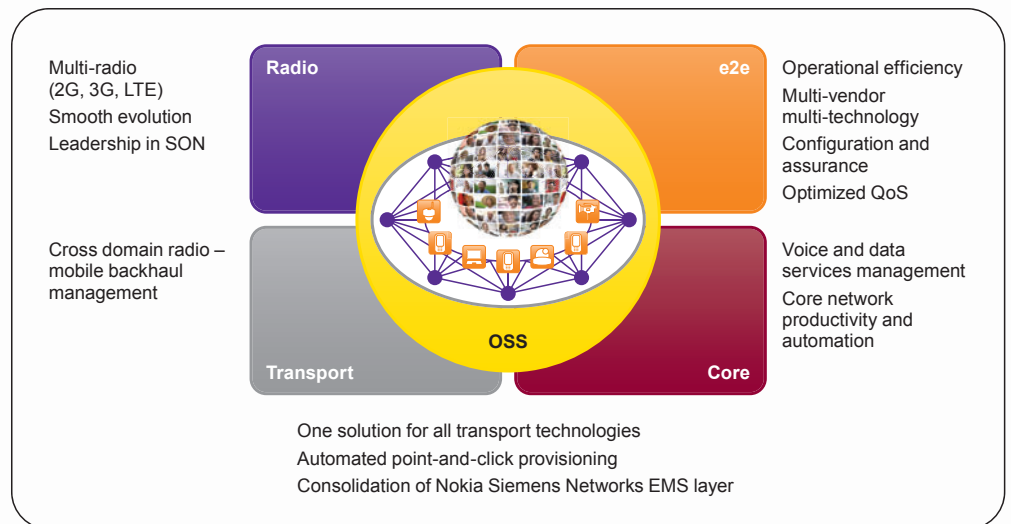 Radio
e2e
Multi-radio
(2G, 3G, LTE)
Smooth evolution
Leadership in SON
Operational efficiency
Multi-vendor
multi-technology
Configuration and
assurance
Optimized QoS
Cross domain radio –
mobile backhaul
management
Voice and data
services management
Core network
productivity and
automation
OSS
Transport
Core
One solution for all transport technologies
Automated point-and-click provisioning
Consolidation of Nokia Siemens Networks EMS layer